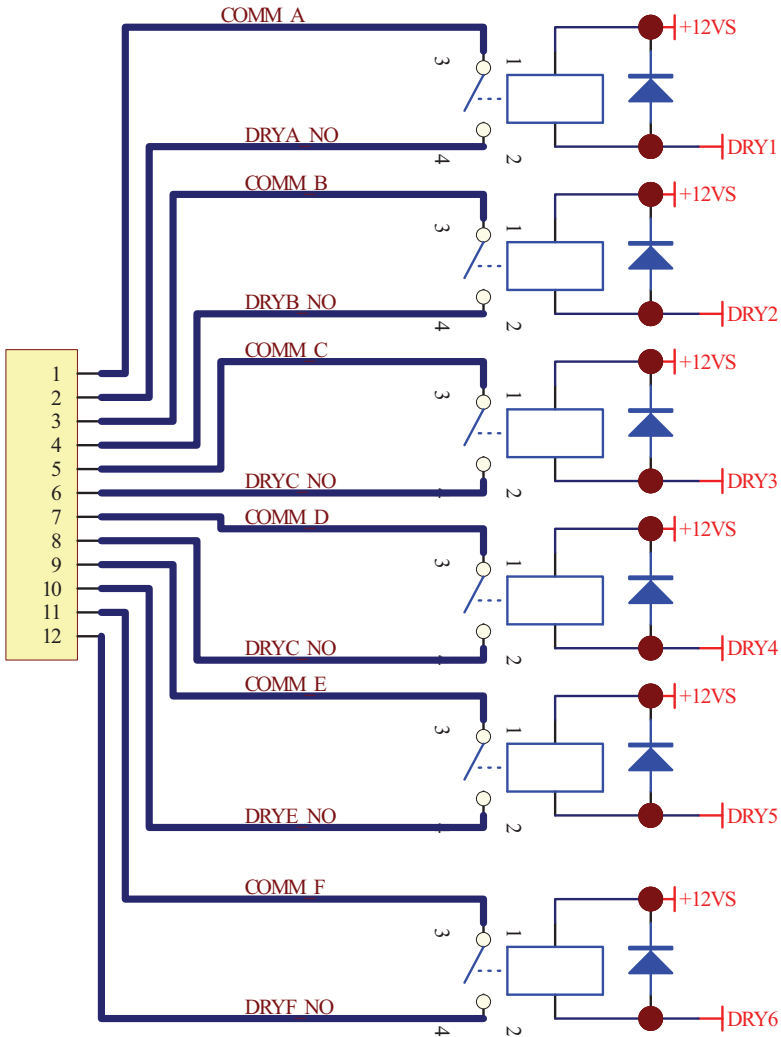 COMM_A
+12VS
3
1
DRYA_NO
DRY1
4
2
COMM_B
+12VS
3
1
DRYB_NO
DRY2
4
2
COMM_C
+12VS
3
1
DRYC_NO
DRY3
2
COMM_D
+12VS
3
1
DRYC_NO
DRY4
2
COMM_E
+12VS
3
1
DRYE_NO
DRY5
2
COMM_F
+12VS
3
1
DRYF_NO
DRY6
4
2
1
2
3
4
5
6
7
8
9
10
11
12